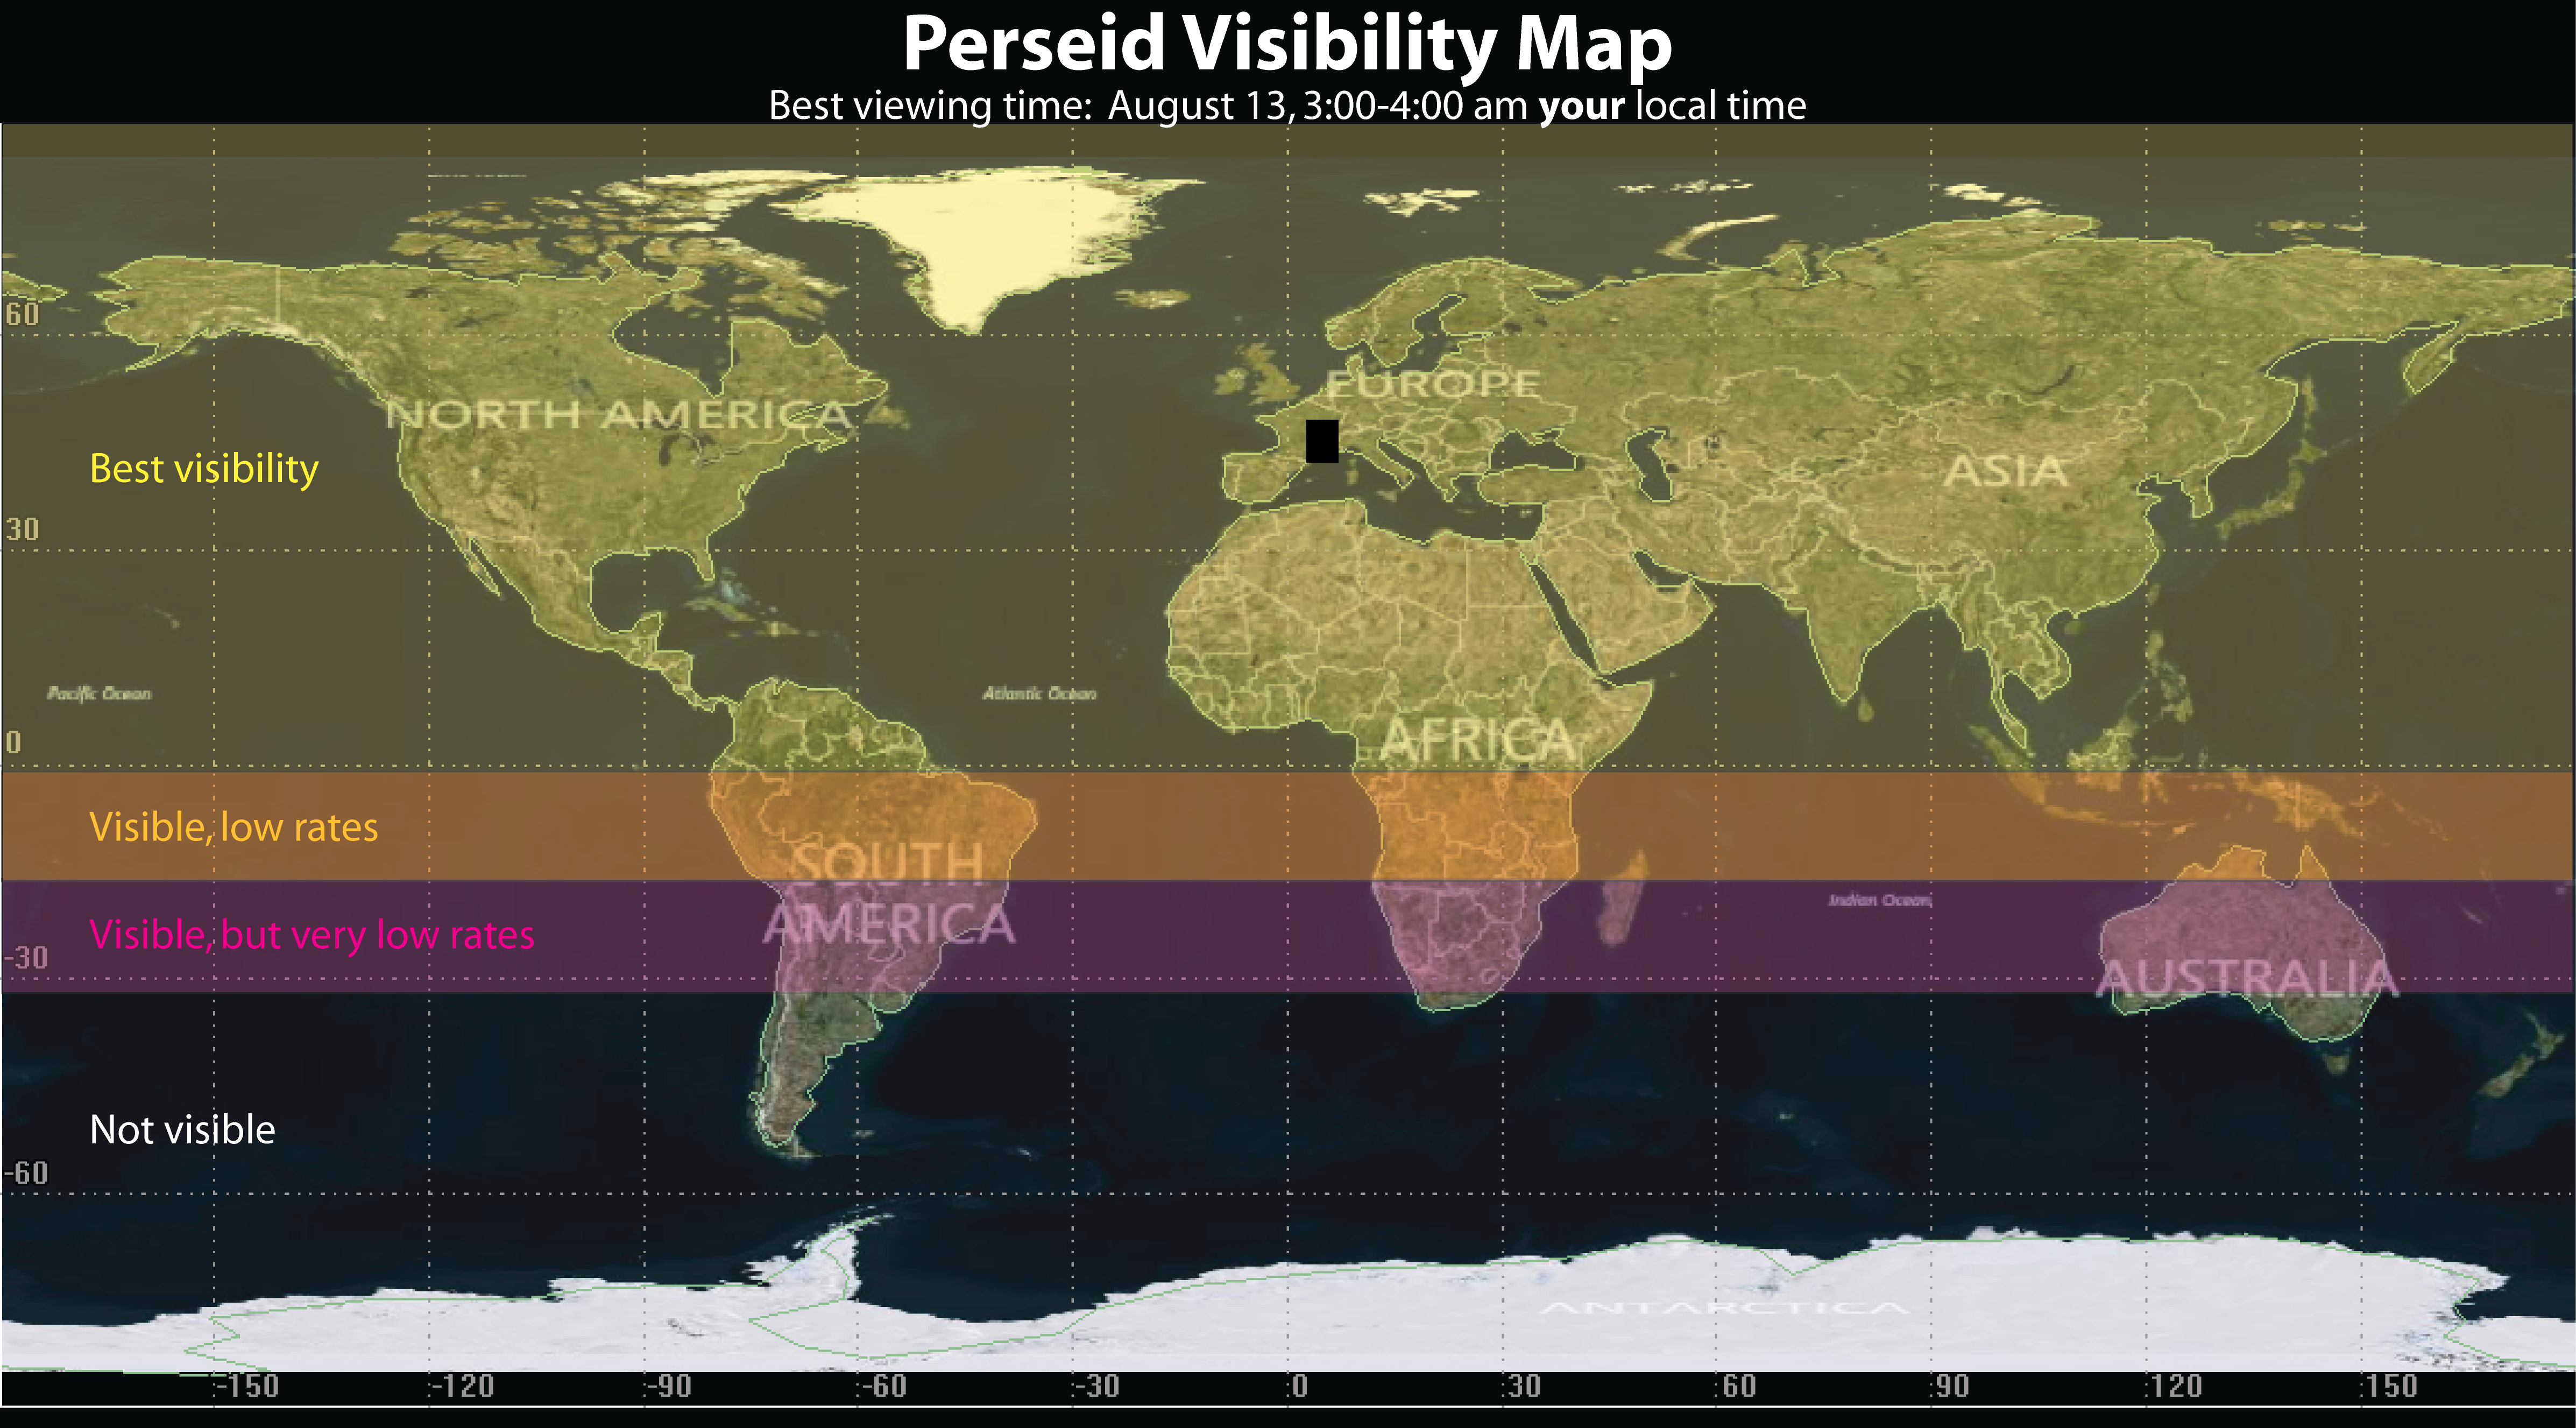 Perseid Visibility Map
Best viewing time: August 13, 3:00-4:00 am your local time
60
EUROPE
NORTH AMERICA
Best visibility
ASIA
30
Pacific Ocean
Atlantic Ocean
AFRICA
0
Visible, low rates
SOUTH
AMERICA
Indian Ocean
Visible, but very low rates
-30
AUSTRALIA
Not visible
-60
ANTARCTICA
-150 -120 -90 -60 -30 0 30 60 90 120 150